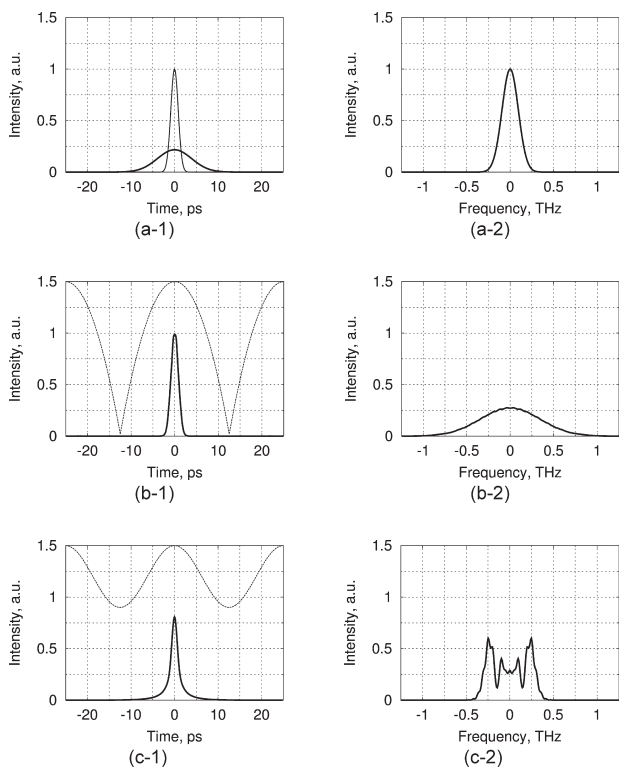 Intensity, a.u.
1.5
1
0.5
0
-20 -10 0 10 20
Time, ps
(a-1)
Intensity, a.u.
1.5
1
0.5
0
-1 -0.5 0 0.5 1
Frequency, THz
(a-2)
Intensity, a.u.
1.5
1
0.5
0
-20 -10 0 10 20
Time, ps
(b-1)
Intensity, a.u.
1.5
1
0.5
0
-1 -0.5 0 0.5 1
Frequency, THz
(b-2)
Intensity, a.u.
1.5
1
0.5
0
-20 -10 0 10 20
Time, ps
(c-1)
Intensity, a.u.
1.5
1
0.5
0
-1 -0.5 0 0.5 1
Frequency, THz
(c-2)